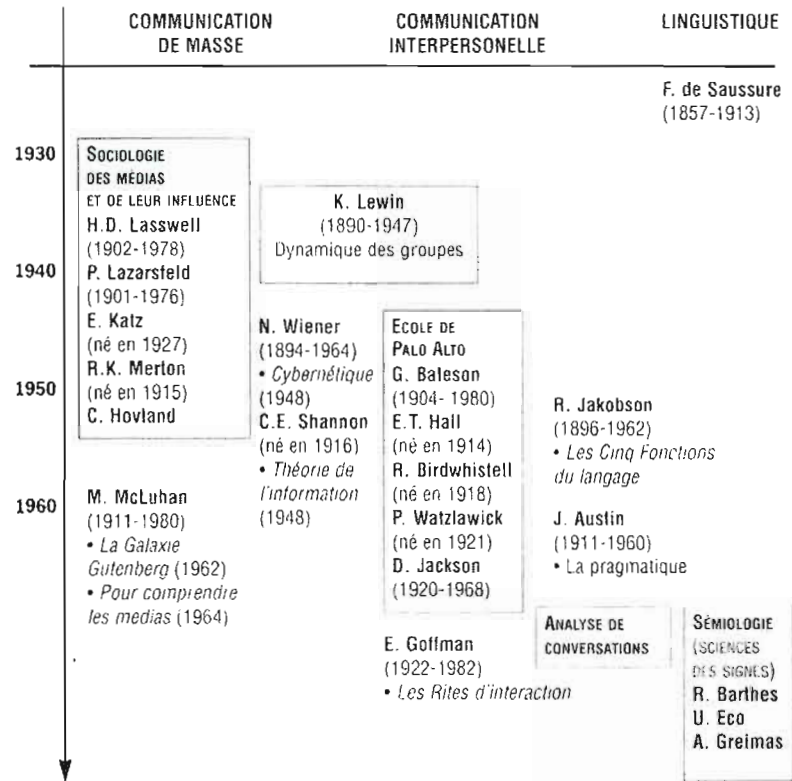 COMMUNICATION
DE MASSE
COMMUNICATION
INTERPERSONELLE
LINGUISTIQUE
F. de Saussure
(1857-1913)
1930
1940
1950
1960
SOCIOLOGIE
DES MÉDIAS
ET DE LEUR INFLUENCE
H.D. Lasswell
(1902-1978)
P. Lazarsfeld
(1901-1976)
E. Katz
(né en 1927)
R.K. Merton
(né en 1915)
C. Hovland
M. McLuhan
(1911-1980)
• La Galaxie
Gutenberg (1962)
• Pour comprendre
les medias (1964)
K. Lewin
(1890-1947)
Dynamique des groupes
N. Wiener
(1894-1964)
• Cybernétique
(1948)
C.E. Shannon
(né en 1916)
• Théorie de
l'information
(1948)
ECOLE DE
PALO ALTO
G. Bateson
(1904- 1980)
E.T. Hall
(né en 1914)
R. Birdwhistell
(né en 1918)
P. Watzlawick
(né en 1921)
D. Jackson
(1920-1968)
E. Goffman
(1922-1982)
• Les Rites d'interaction
R. Jakobson
(1896-1962)
• Les Cinq Fonctions
du langage
J. Austin
(1911-1960)
• La pragmatique
ANALYSE DE
CONVERSATIONS
SÉMIOLOGIE
(SCIENCES
DES SIGNES)
R. Barthes
U. Eco
A. Greimas